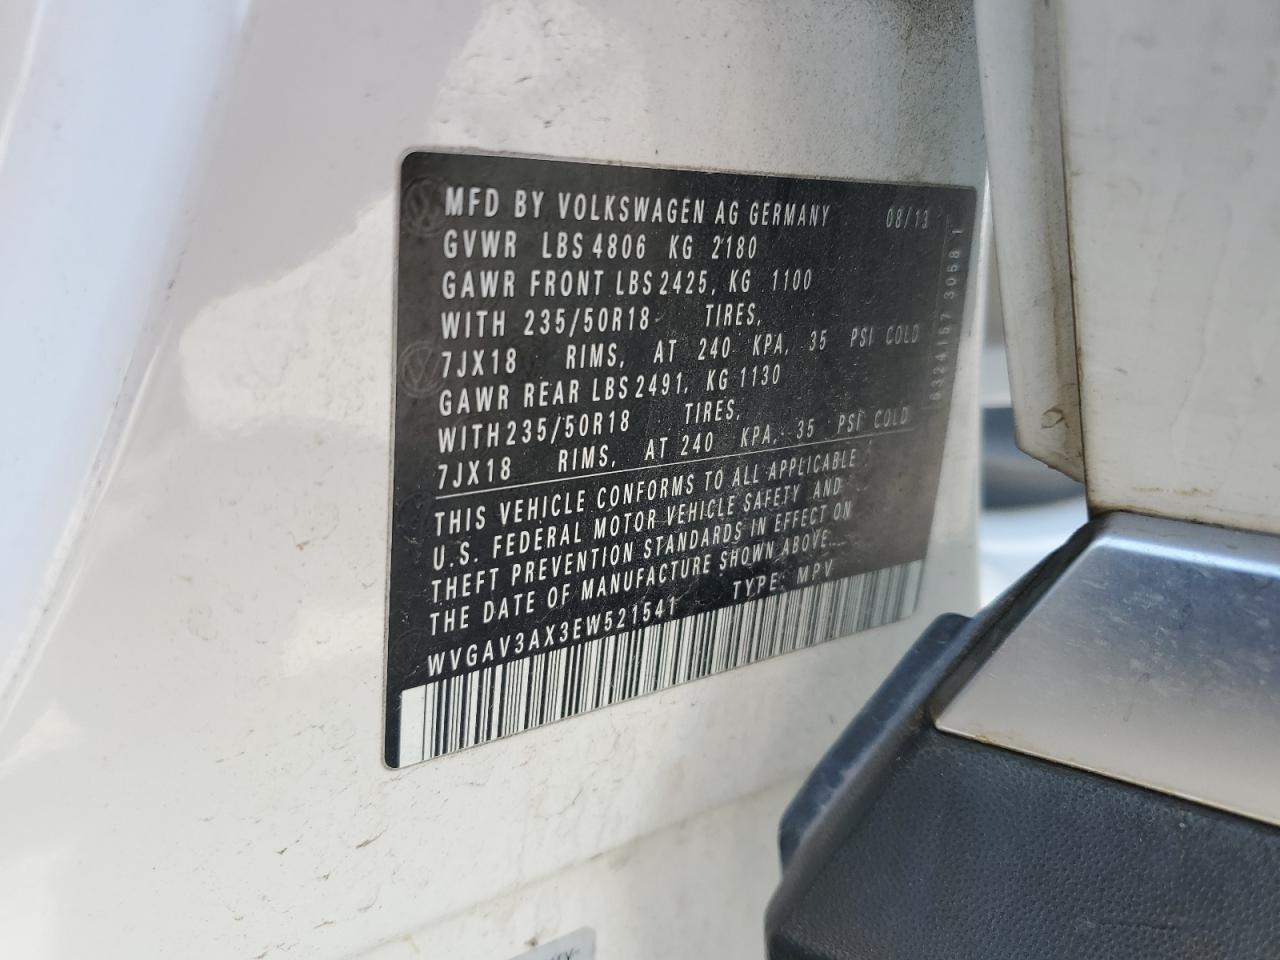 MFD BY VOLKSWAGEN AG GERMANY 08/13
GVWR LBS 4806 KG 2180
GAWR FRONT LBS 2425, KG 1100
WITH 235/50R18 TIRES,
7JX18 RIMS, AT 240 KPA, 35 PSI COLD
GAWR REAR LBS 2491, KG 1130
WITH 235/50R18 TIRES,
7JX18 RIMS, AT 240 KPA, 35 PSI COLD
THIS VEHICLE CONFORMS TO ALL APPLICABLE
U.S. FEDERAL MOTOR VEHICLE SAFETY AND
THEFT PREVENTION STANDARDS IN EFFECT ON
THE DATE OF MANUFACTURE SHOWN ABOVE.
WVGAV3AX3EW521541 TYPE: MPV